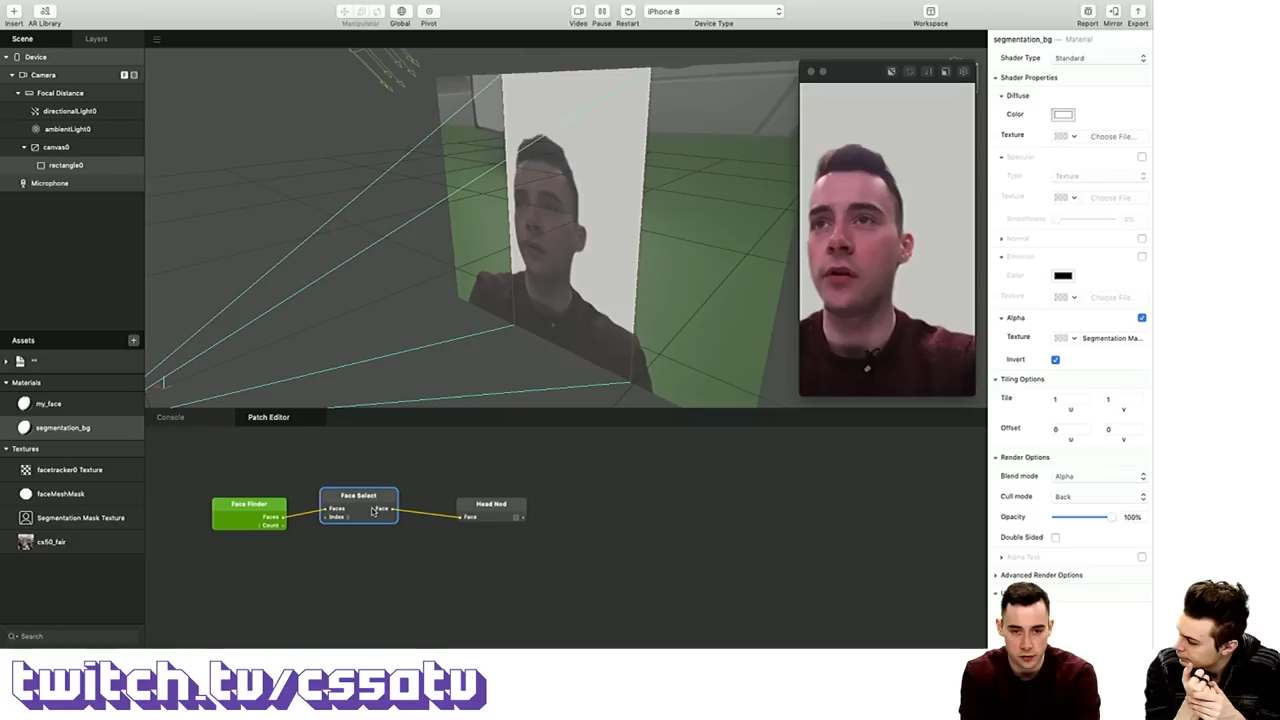 Insert
AR Library
Manipulator
Global
Pivot
Video
Pause
Restart
iPhone 8
Device Type
Workspace
Report
Mirror
Export
Scene
Layers
Device
Camera
Focal Distance
directionalLight0
ambientLight0
canvas0
rectangle0
Microphone
Assets
Materials
my_face
segmentation_bg
Textures
facetracker0 Texture
faceMeshMask
Segmentation Mask Texture
cs50_fair
Search
Console
Patch Editor
Face Finder
Faces
Count
Face Select
Faces
Face
Index
Head Nod
Face
segmentation_bg — Material
Shader Type
Standard
Shader Properties
Diffuse
Color
Texture
Choose File...
Specular
Type
Texture
Texture
Choose File
Smoothness
0%
Normal
Emission
Color
Texture
Choose File...
Alpha
Texture
Segmentation Ma...
Invert
Tiling Options
Tile
1
1
U
V
Offset
0
0
U
V
Render Options
Blend mode
Alpha
Cull mode
Back
Opacity
100%
Double Sided
Alpha Test
Advanced Render Options
twitch.tv/cs50tv